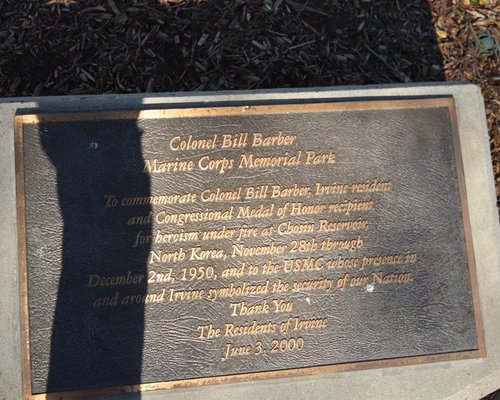 Colonel Bill Barber
Marine Corps Memorial Park
To commemorate Colonel Bill Barber, Irvine resident
and Congressional Medal of Honor recipient
for heroism under fire as Chosin Reservoir,
North Korea, November 28th through
December 2nd, 1950, and to the USMC whose presence in
and around Irvine symbolized the security of our Nation.
Thank You
The Residents of Irvine
June 3, 2000